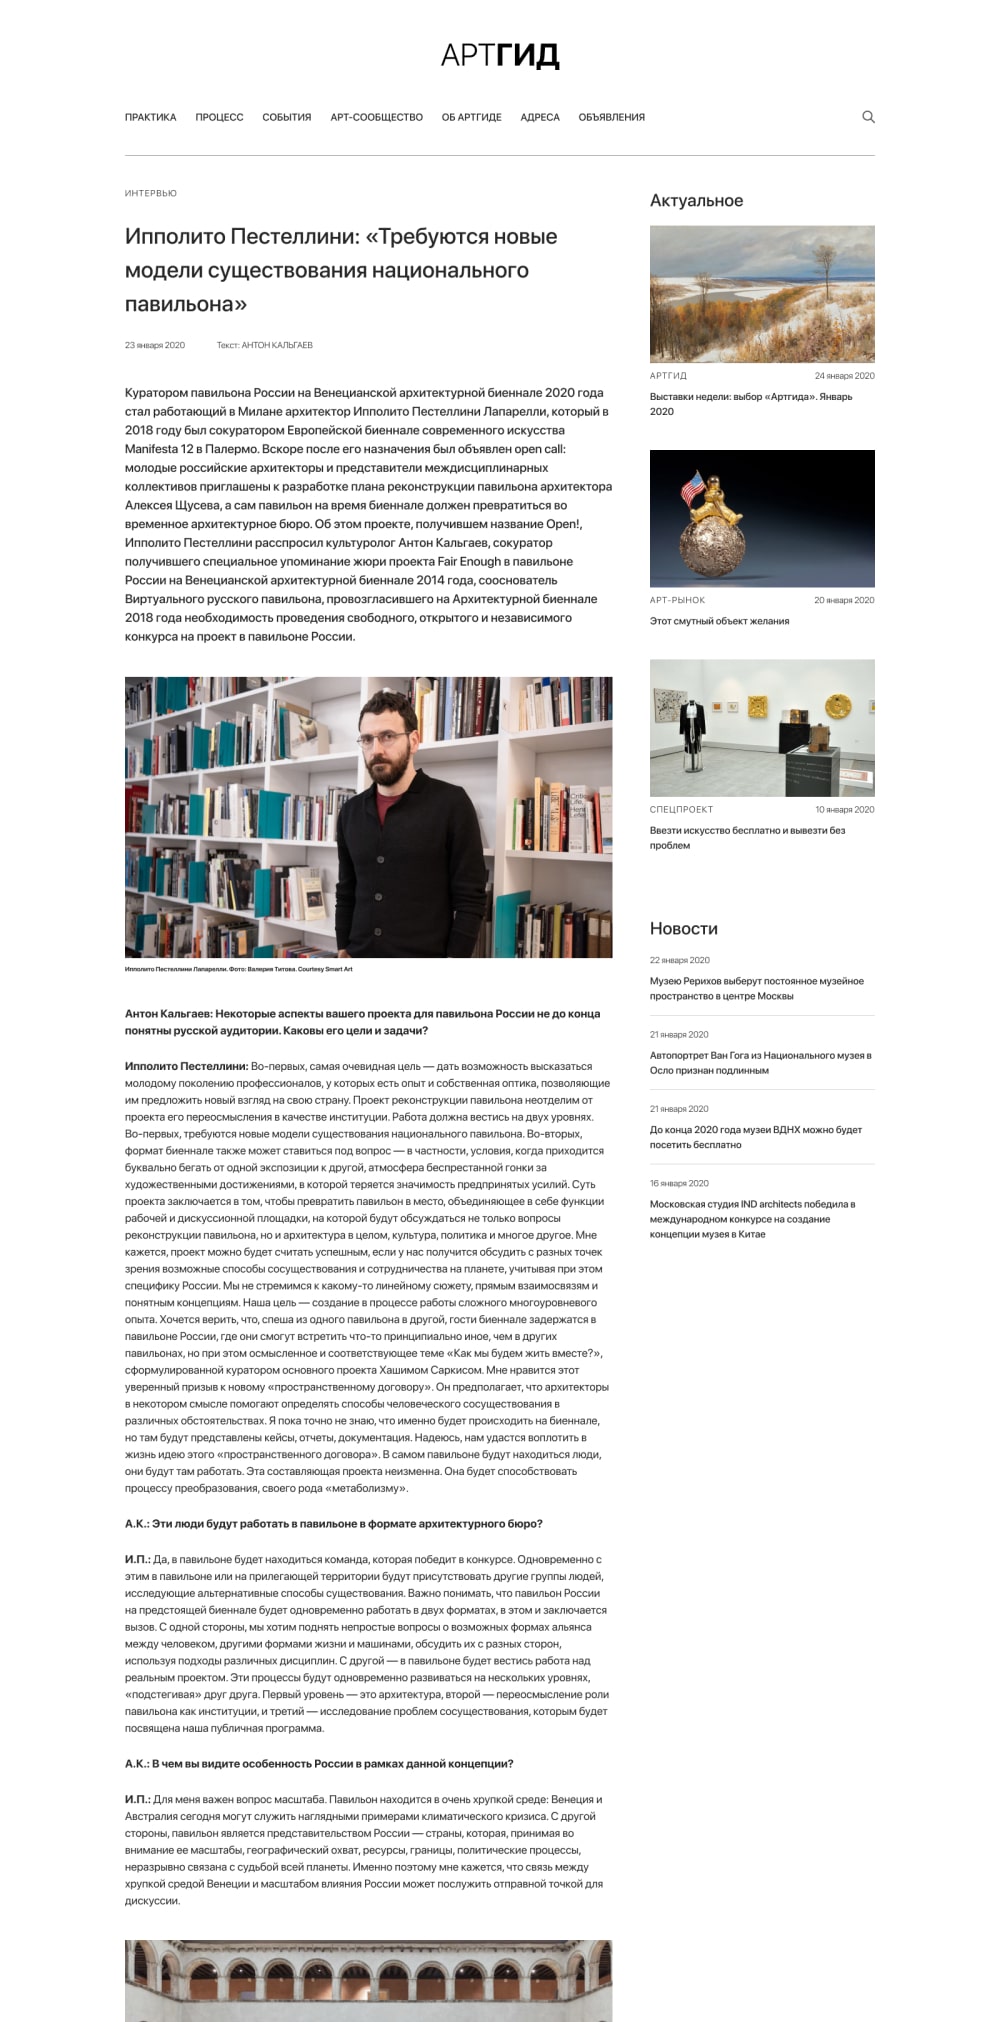 АРТГИД
ПРАКТИКА ПРОЦЕСС СОБЫТИЯ АРТ-СООБЩЕСТВО ОБ АРТГИДЕ АДРЕСА ОБЪЯВЛЕНИЯ
ИНТЕРВЬЮ
Ипполито Пестеллини: «Требуются новые
модели существования национального
павильона»
23 января 2020 Текст: АНТОН КАЛЬГАЕВ
Куратором павильона России на Венецианской архитектурной биеннале 2020 года
стал работающий в Милане архитектор Ипполито Пестеллини Лапарелли, который в
2018 году был сокуратором Европейской биеннале современного искусства
Manifesta 12 в Палермо. Вскоре после его назначения был объявлен open call:
молодые российские архитекторы и представители междисциплинарных
коллективов приглашены к разработке плана реконструкции павильона архитектора
Алексея Щусева, а сам павильон на время биеннале должен превратиться во
временное архитектурное бюро. Об этом проекте, получившем название Open!,
Ипполито Пестеллини расспросил культуролог Антон Кальгаев, сокуратор
получившего специальное упоминание жюри проекта Fair Enough в павильоне
России на Венецианской архитектурной биеннале 2014 года, сооснователь
Виртуального русского павильона, провозгласившего на Архитектурной биеннале
2018 года необходимость проведения свободного, открытого и независимого
конкурса на проект в павильоне России.
Ипполито Пестеллини Лапарелли. Фото: Валерия Титова. Courtesy Smart Art
Антон Кальгаев: Некоторые аспекты вашего проекта для павильона России не до конца
понятны русской аудитории. Каковы его цели и задачи?
Ипполито Пестеллини: Во-первых, самая очевидная цель — дать возможность высказаться
молодому поколению профессионалов, у которых есть опыт и собственная оптика, позволяющие
им предложить новый взгляд на свою страну. Проект реконструкции павильона неотделим от
проекта его переосмысления в качестве институции. Работа должна вестись на двух уровнях.
Во-первых, требуются новые модели существования национального павильона. Во-вторых,
формат биеннале также может ставиться под вопрос — в частности, условия, когда приходится
буквально бегать от одной экспозиции к другой, атмосфера беспрестанной гонки за
художественными достижениями, в которой теряется значимость предпринятых усилий. Суть
проекта заключается в том, чтобы превратить павильон в место, объединяющее в себе функции
рабочей и дискуссионной площадки, на которой будут обсуждаться не только вопросы
реконструкции павильона, но и архитектура в целом, культура, политика и многое другое. Мне
кажется, проект можно будет считать успешным, если у нас получится обсудить с разных точек
зрения возможные способы сосуществования и сотрудничества на планете, учитывая при этом
специфику России. Мы не стремимся к какому-то линейному сюжету, прямым взаимосвязям и
понятным концепциям. Наша цель — создание в процессе работы сложного многоуровневого
опыта. Хочется верить, что, спеша из одного павильона в другой, гости биеннале задержатся в
павильоне России, где они смогут встретить что-то принципиально иное, чем в других
павильонах, но при этом осмысленное и соответствующее теме «Как мы будем жить вместе?»,
сформулированной куратором основного проекта Хашимом Саркисом. Мне нравится этот
уверенный призыв к новому «пространственному договору». Он предполагает, что архитекторы
в некотором смысле помогают определять способы человеческого сосуществования в
различных обстоятельствах. Я пока точно не знаю, что именно будет происходить на биеннале,
но там будут представлены кейсы, отчеты, документация. Надеюсь, нам удастся воплотить в
жизнь идею этого «пространственного договора». В самом павильоне будут находиться люди,
они будут там работать. Эта составляющая проекта неизменна. Она будет способствовать
процессу преобразования, своего рода «метаболизму».
А.К.: Эти люди будут работать в павильоне в формате архитектурного бюро?
И.П.: Да, в павильоне будет находиться команда, которая победит в конкурсе. Одновременно с
этим в павильоне или на прилегающей территории будут присутствовать другие группы людей,
исследующие альтернативные способы существования. Важно понимать, что павильон России
на предстоящей биеннале будет одновременно работать в двух форматах, в этом и заключается
вызов. С одной стороны, мы хотим поднять непростые вопросы о возможных формах альянса
между человеком, другими формами жизни и машинами, обсудить их с разных сторон,
используя подходы различных дисциплин. С другой — в павильоне будет вестись работа над
реальным проектом. Эти процессы будут одновременно развиваться на нескольких уровнях,
«подстегивая» друг друга. Первый уровень — это архитектура, второй — переосмысление роли
павильона как институции, и третий — исследование проблем сосуществования, которым будет
посвящена наша публичная программа.
А.К.: В чем вы видите особенность России в рамках данной концепции?
И.П.: Для меня важен вопрос масштаба. Павильон находится в очень хрупкой среде: Венеция и
Австралия сегодня могут служить наглядными примерами климатического кризиса. С другой
стороны, павильон является представительством России — страны, которая, принимая во
внимание ее масштабы, географический охват, ресурсы, границы, политические процессы,
неразрывно связана с судьбой всей планеты. Именно поэтому мне кажется, что связь между
хрупкой средой Венеции и масштабом влияния России может послужить отправной точкой для
дискуссии.
Актуальное
АРТГИД 24 января 2020
Выставки недели: выбор «Артгида». Январь
2020
АРТ-РЫНОК 20 января 2020
Этот смутный объект желания
СПЕЦПРОЕКТ 10 января 2020
Ввезти искусство бесплатно и вывезти без
проблем
Новости
22 января 2020
Музею Рерихов выберут постоянное музейное
пространство в центре Москвы
21 января 2020
Автопортрет Ван Гога из Национального музея в
Осло признан подлинным
21 января 2020
До конца 2020 года музеи ВДНХ можно будет
посетить бесплатно
16 января 2020
Московская студия IND architects победила в
международном конкурсе на создание
концепции музея в Китае